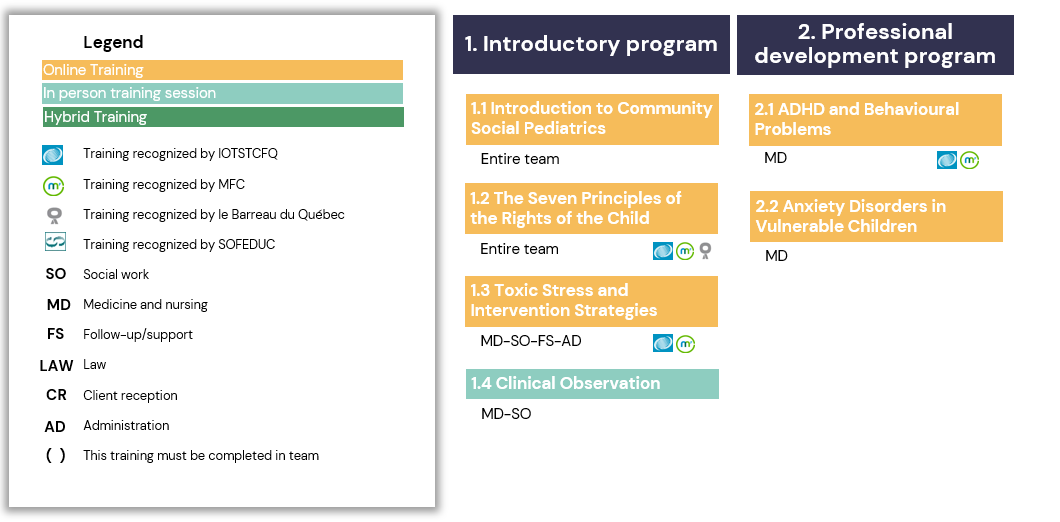 Legend
Online Training
In person training session
Hybrid Training
Training recognized by IOTSTCFQ
m Training recognized by MFC
Training recognized by le Barreau du Québec
Training recognized by SOFEDUC
SO Social work
MD Medicine and nursing
FS Follow-up/support
LAW Law
CR Client reception
AD Administration
( ) This training must be completed in team
1. Introductory program
1.1 Introduction to Community
Social Pediatrics
Entire team
1.2 The Seven Principles of
the Rights of the Child
Entire team m
1.3 Toxic Stress and
Intervention Strategies
MD-SO-FS-AD m
1.4 Clinical Observation
MD-SO
2. Professional
development program
2.1 ADHD and Behavioural
Problems
MD m
2.2 Anxiety Disorders in
Vulnerable Children
MD